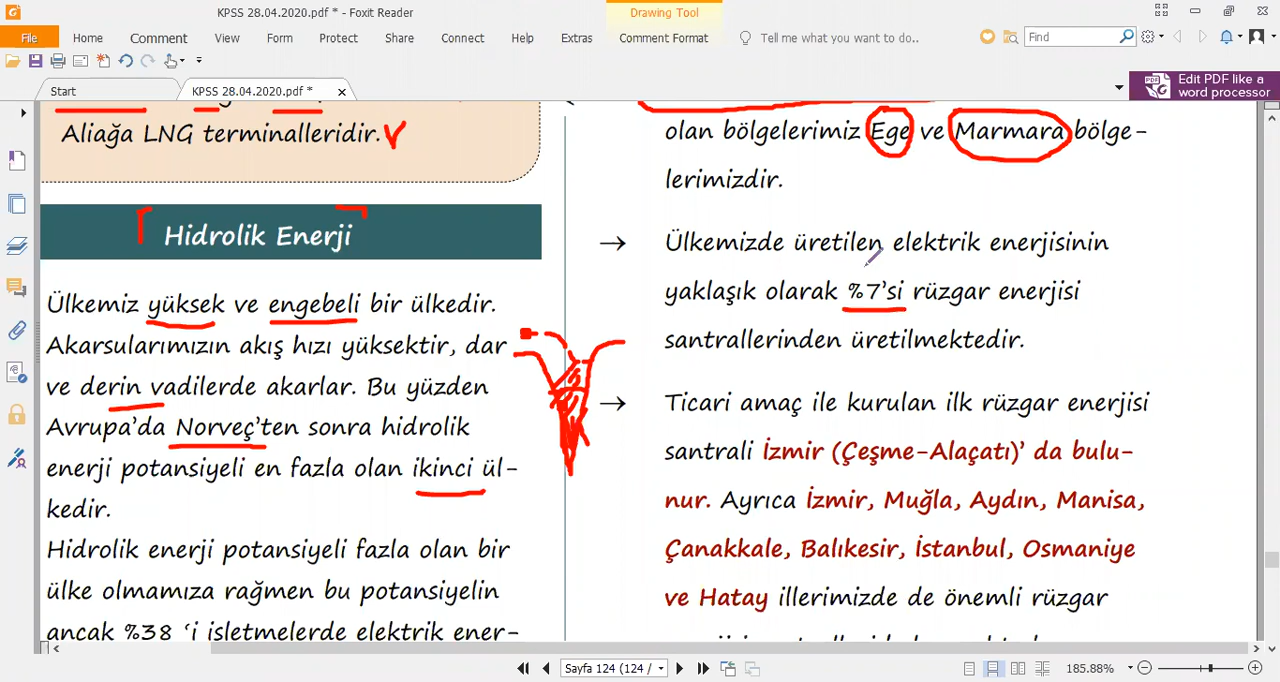 KPSS 28.04.2020.pdf * - Foxit Reader
Drawing Tool
File
Home
Comment
View
Form
Protect
Share
Connect
Help
Extras
Comment Format
Tell me what you want to do..
Find
Start
KPSS 28.04.2020.pdf *
Edit PDF like a
word processor
Aliağa LNG terminalleridir.
Hidrolik Enerji
Ülkemiz yüksek ve engebeli bir ülkedir.
Akarsularımızın akış hızı yüksektir, dar
ve derin vadilerde akarlar. Bu yüzden
Avrupa'da Norveç'ten sonra hidrolik
enerji potansiyeli en fazla olan ikinci ül-
kedir.
Hidrolik enerji potansiyeli fazla olan bir
ülke olmamıza rağmen bu potansiyelin
ancak %38 'i işletmelerde elektrik ener-
olan bölgelerimiz Ege ve Marmara bölge-
lerimizdir.
→ Ülkemizde üretilen elektrik enerjisinin
yaklaşık olarak %7'si rüzgar enerjisi
santrallerinden üretilmektedir.
→ Ticari amaç ile kurulan ilk rüzgar enerjisi
santrali İzmir (Çeşme-Alaçatı)' da bulu-
nur. Ayrıca İzmir, Muğla, Aydın, Manisa,
Çanakkale, Balıkesir, İstanbul, Osmaniye
ve Hatay illerimizde de önemli rüzgar
Sayfa 124 (124 /
185.88%